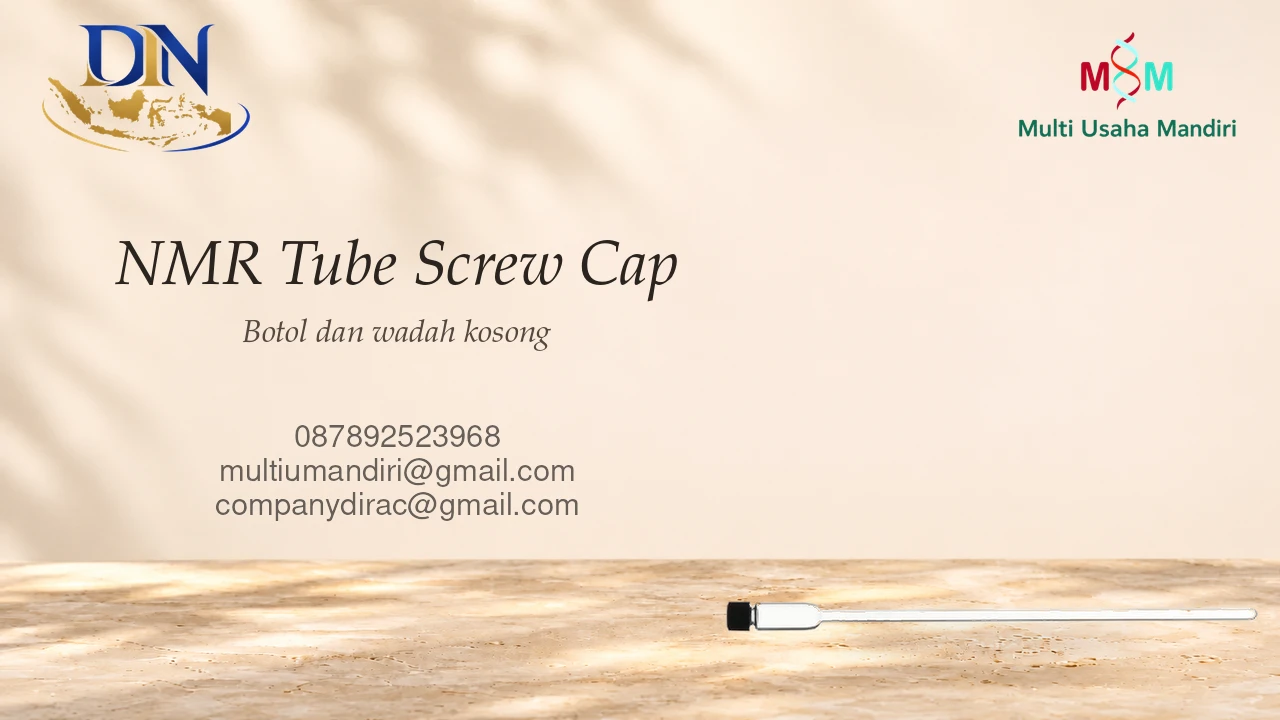 DN
M M
Multi Usaha Mandiri
NMR Tube Screw Cap
Botol dan wadah kosong
087892523968
multiumandiri@gmail.com
companydirac@gmail.com